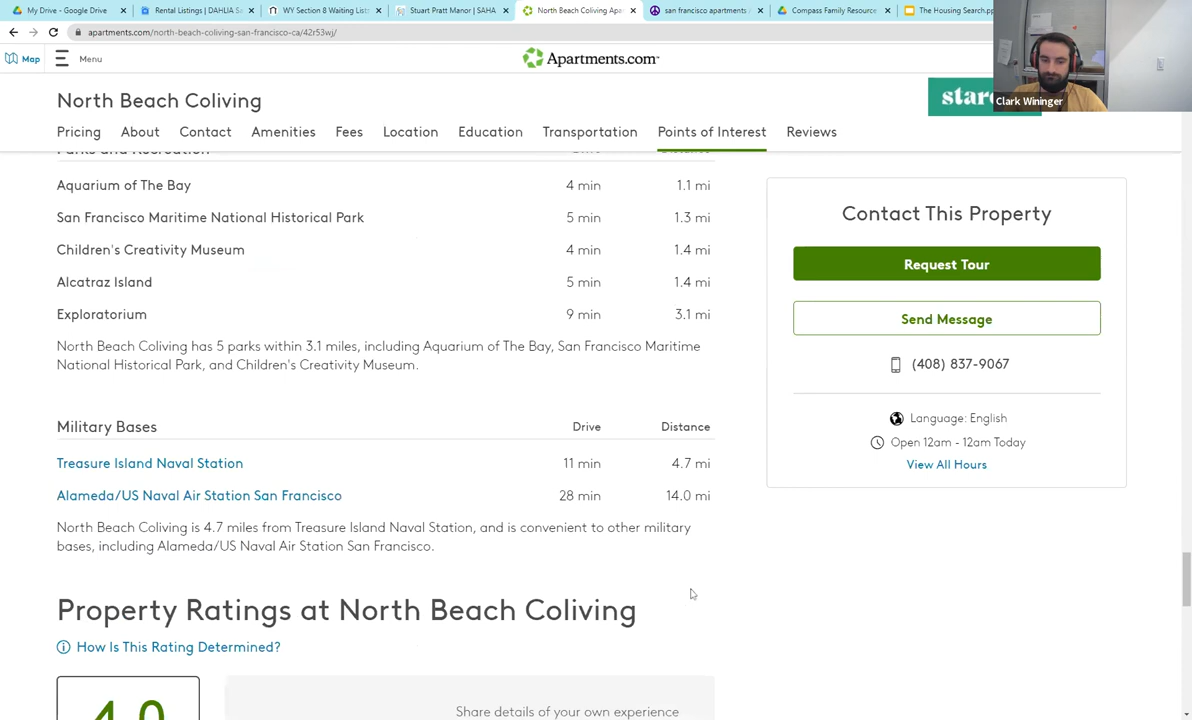 My Drive - Google Drive
Rental Listings | DAHLIA Sa
WY Section 8 Waiting Lists
Stuart Pratt Manor | SAHA
North Beach Coliving Apa
san francisco apartments
Compass Family Resource
The Housing Search.pp
apartments.com/north-beach-coliving-san-francisco-ca/42r53wj/
Map
Menu
Apartments.com
North Beach Coliving
Clark Wininger
Pricing About Contact Amenities Fees Location Education Transportation Points of Interest Reviews
Parks and Recreation Drive Distance
Aquarium of The Bay 4 min 1.1 mi
San Francisco Maritime National Historical Park 5 min 1.3 mi
Children's Creativity Museum 4 min 1.4 mi
Alcatraz Island 5 min 1.4 mi
Exploratorium 9 min 3.1 mi
North Beach Coliving has 5 parks within 3.1 miles, including Aquarium of The Bay, San Francisco Maritime
National Historical Park, and Children's Creativity Museum.
Military Bases Drive Distance
Treasure Island Naval Station 11 min 4.7 mi
Alameda/US Naval Air Station San Francisco 28 min 14.0 mi
North Beach Coliving is 4.7 miles from Treasure Island Naval Station, and is convenient to other military
bases, including Alameda/US Naval Air Station San Francisco.
Property Ratings at North Beach Coliving
How Is This Rating Determined?
4.0
Share details of your own experience
Contact This Property
Request Tour
Send Message
(408) 837-9067
Language: English
Open 12am - 12am Today
View All Hours